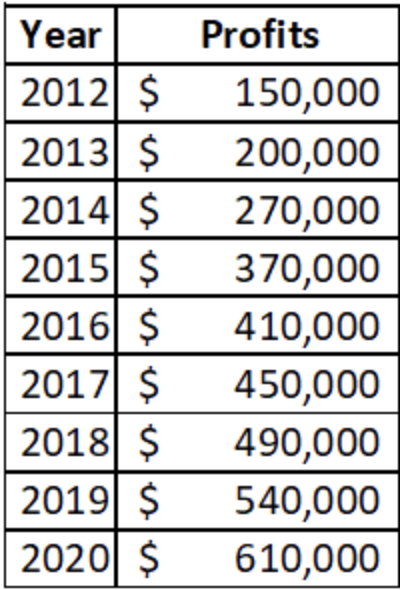 Year Profits
2012 $ 150,000
2013 $ 200,000
2014 $ 270,000
2015 $ 370,000
2016 $ 410,000
2017 $ 450,000
2018 $ 490,000
2019 $ 540,000
2020 $ 610,000